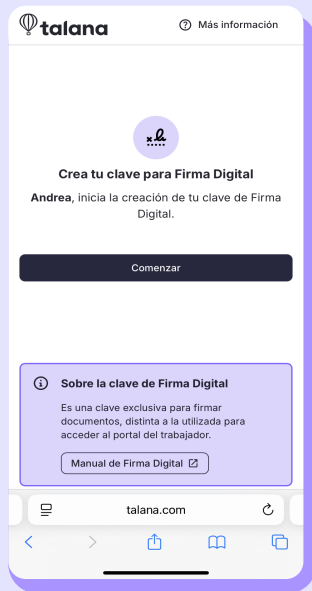 talana
Más información
Crea tu clave para Firma Digital
Andrea, inicia la creación de tu clave de Firma
Digital.
Comenzar
Sobre la clave de Firma Digital
Es una clave exclusiva para firmar
documentos, distinta a la utilizada para
acceder al portal del trabajador.
Manual de Firma Digital
talana.com